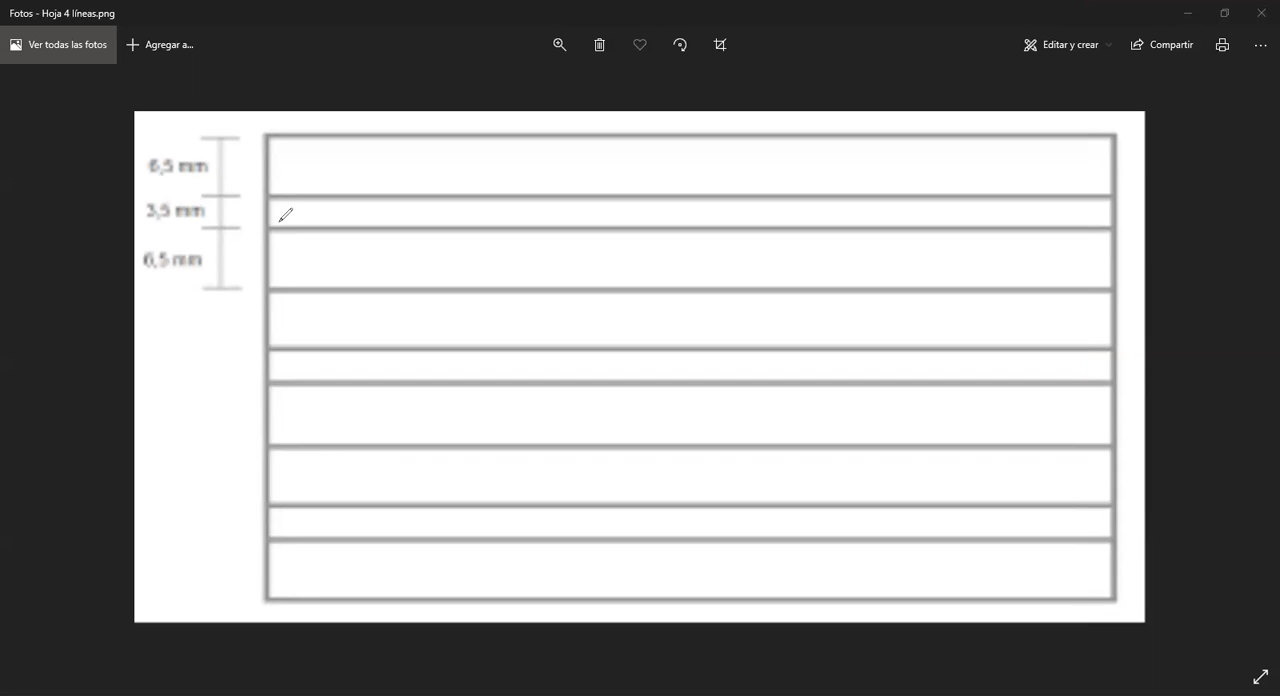 Fotos - Hoja 4 líneas.png
Ver todas las fotos
Agregar a...
Editar y crear
Compartir
6,5 mm
3,5 mm
6,5 mm